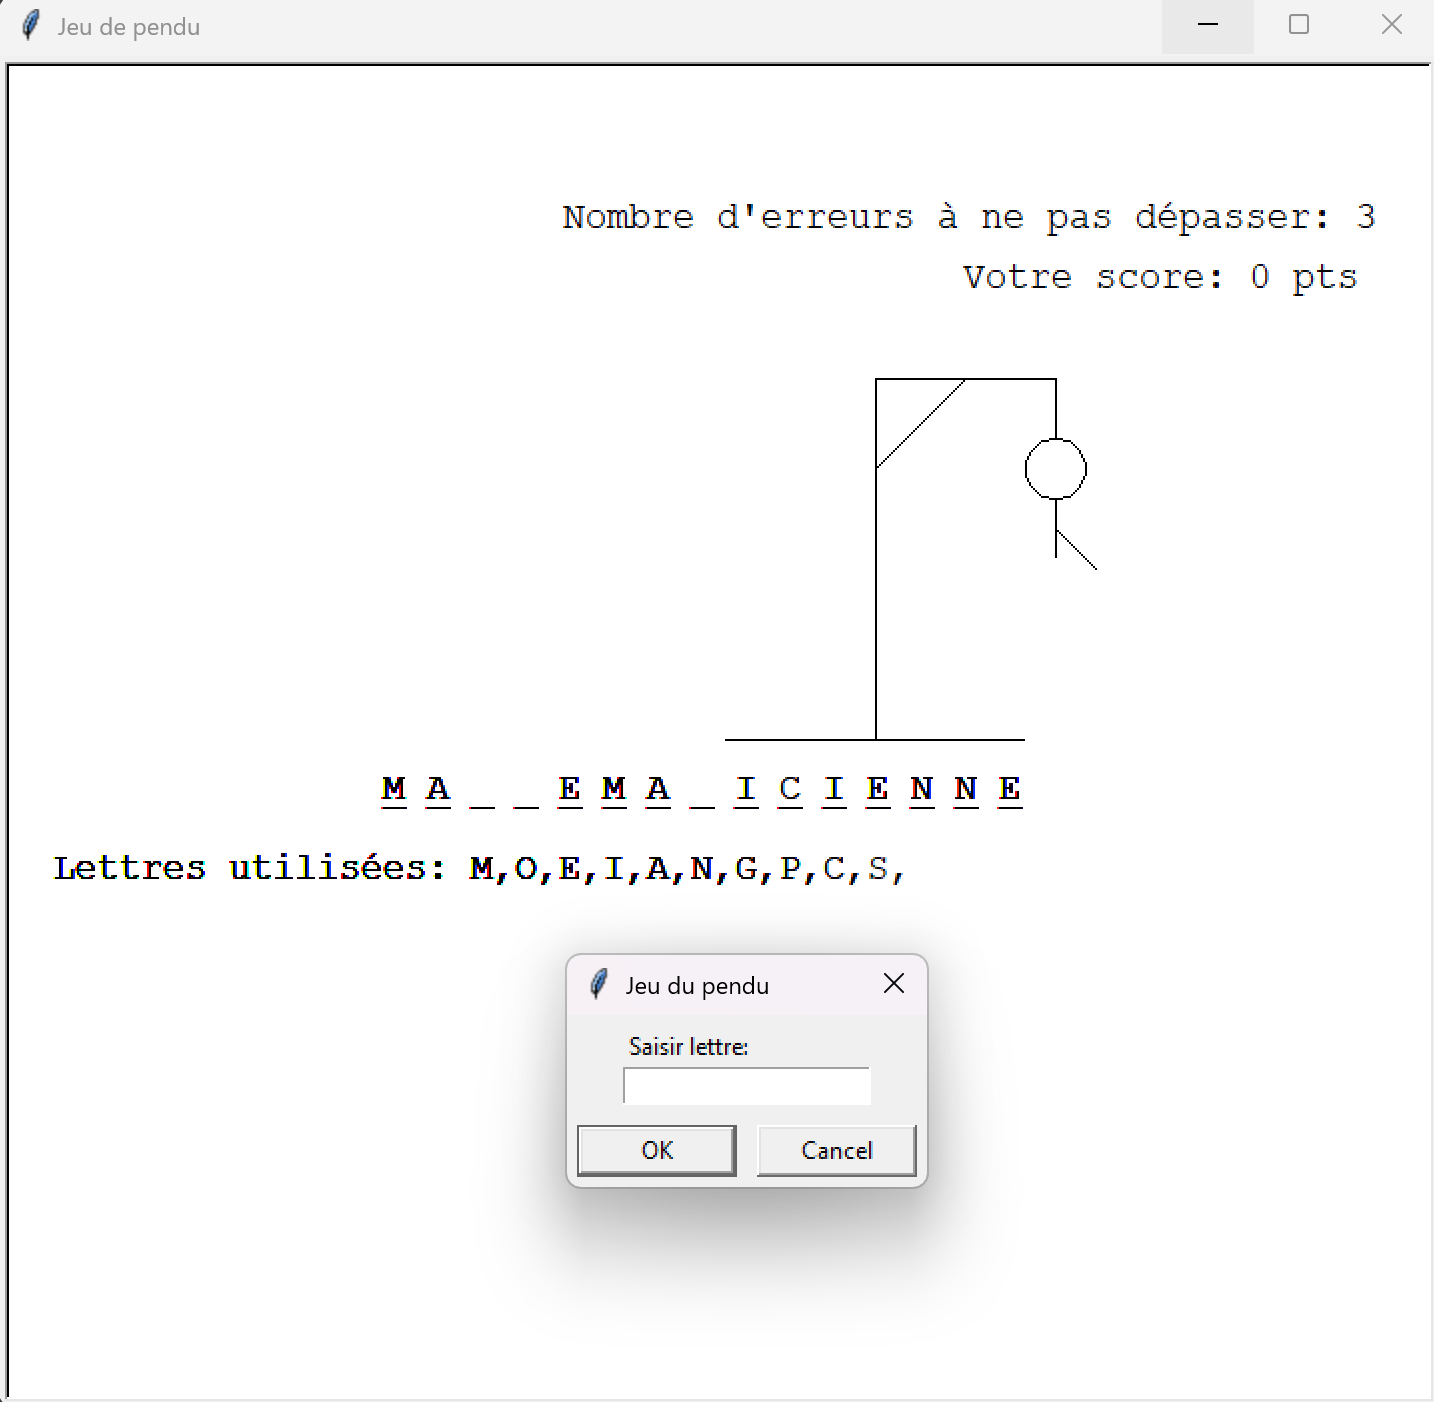 Jeu de pendu
Nombre d'erreurs à ne pas dépasser: 3
Votre score: 0 pts
M A _ _ E M A _ I C I E N N E
Lettres utilisées: M,O,E,I,A,N,G,P,C,S,
Jeu du pendu
Saisir lettre:
OK Cancel